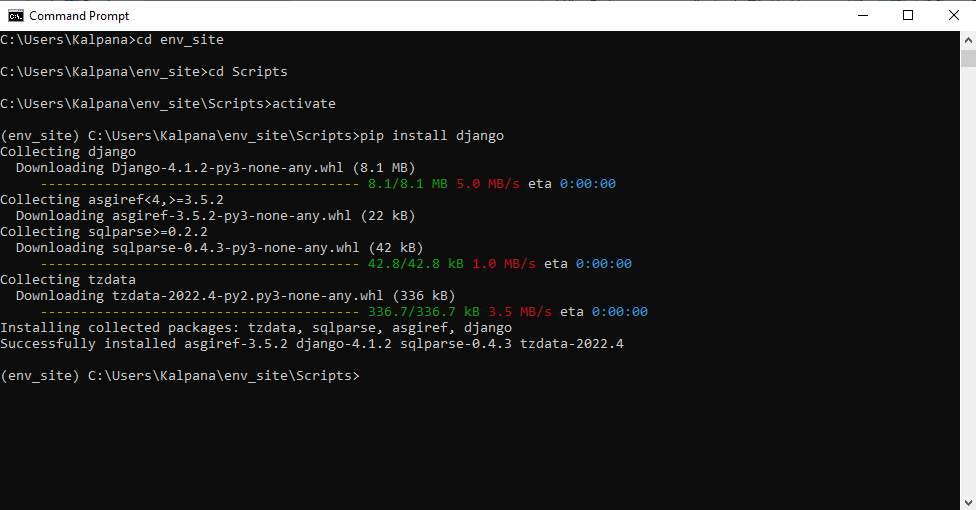 Command Prompt
C:\Users\Kalpana>cd env_site
C:\Users\Kalpana\env_site>cd Scripts
C:\Users\Kalpana\env_site\Scripts>activate
(env_site) C:\Users\Kalpana\env_site\Scripts>pip install django
Collecting django
  Downloading Django-4.1.2-py3-none-any.whl (8.1 MB)
     ---------------------------------------- 8.1/8.1 MB 5.0 MB/s eta 0:00:00
Collecting asgiref<4,>=3.5.2
  Downloading asgiref-3.5.2-py3-none-any.whl (22 kB)
Collecting sqlparse>=0.2.2
  Downloading sqlparse-0.4.3-py3-none-any.whl (42 kB)
     ---------------------------------------- 42.8/42.8 kB 1.0 MB/s eta 0:00:00
Collecting tzdata
  Downloading tzdata-2022.4-py2.py3-none-any.whl (336 kB)
     ---------------------------------------- 336.7/336.7 kB 3.5 MB/s eta 0:00:00
Installing collected packages: tzdata, sqlparse, asgiref, django
Successfully installed asgiref-3.5.2 django-4.1.2 sqlparse-0.4.3 tzdata-2022.4
(env_site) C:\Users\Kalpana\env_site\Scripts>